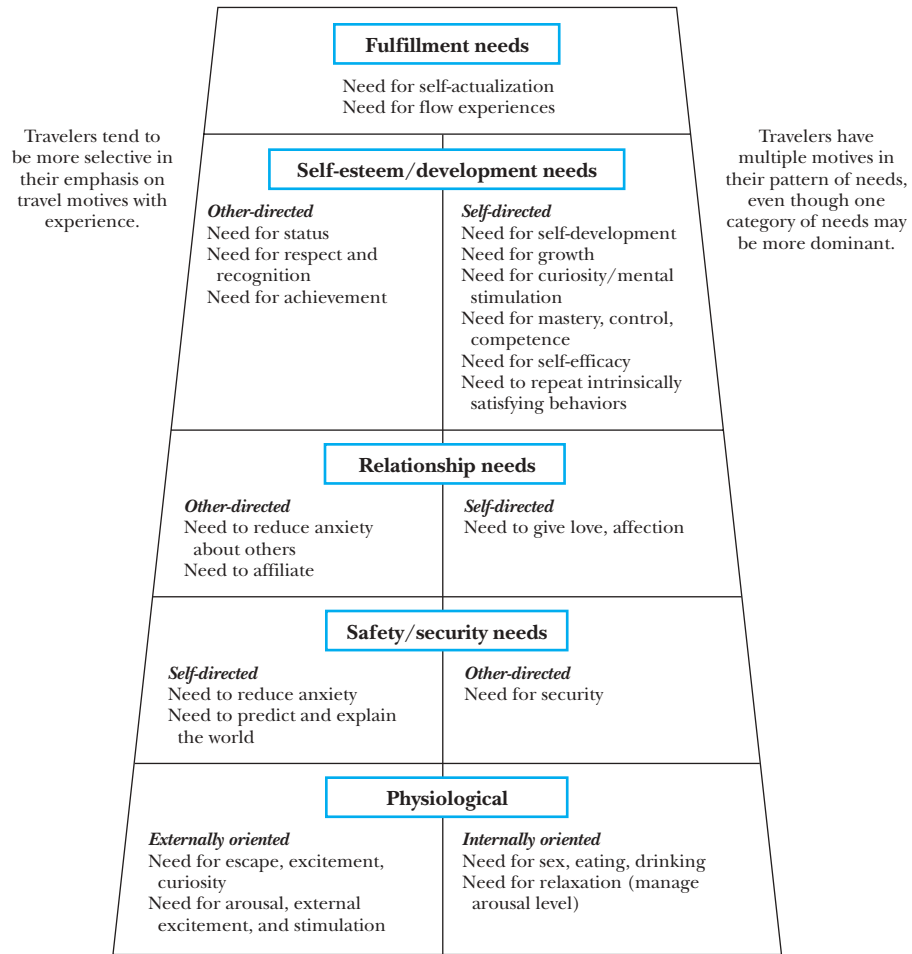 Fulfillment needs
Need for self-actualization
Need for flow experiences
Travelers tend to
be more selective in
their emphasis on
travel motives with
experience.
Travelers have
multiple motives in
their pattern of needs,
even though one
category of needs may
be more dominant.
Self-esteem/development needs
Other-directed
Need for status
Need for respect and
recognition
Need for achievement
Self-directed
Need for self-development
Need for growth
Need for curiosity/mental
stimulation
Need for mastery, control,
competence
Need for self-efficacy
Need to repeat intrinsically
satisfying behaviors
Relationship needs
Other-directed
Need to reduce anxiety
about others
Need to affiliate
Self-directed
Need to give love, affection
Safety/security needs
Self-directed
Need to reduce anxiety
Need to predict and explain
the world
Other-directed
Need for security
Physiological
Externally oriented
Need for escape, excitement,
curiosity
Need for arousal, external
excitement, and stimulation
Internally oriented
Need for sex, eating, drinking
Need for relaxation (manage
arousal level)